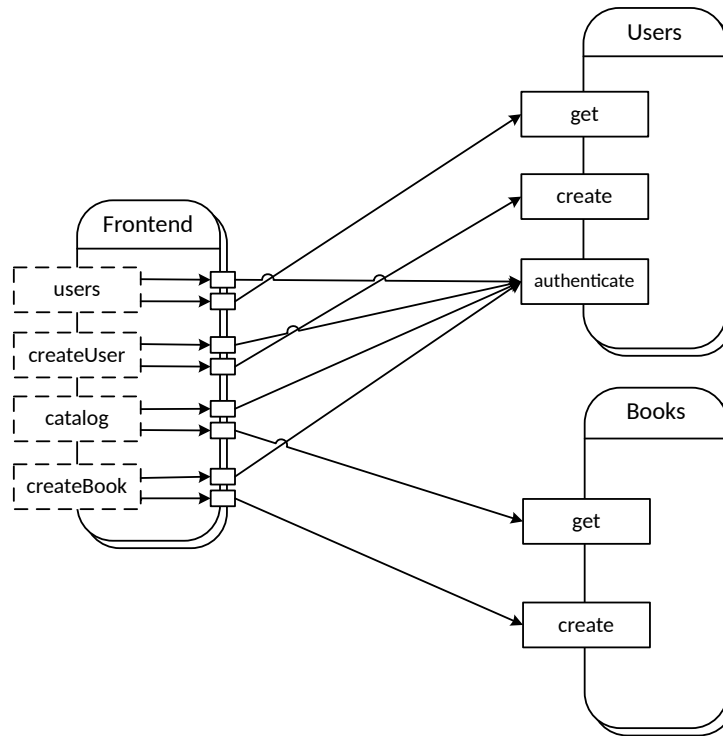 Users
get
create
authenticate
Frontend
users
createUser
catalog
createBook
Books
get
create